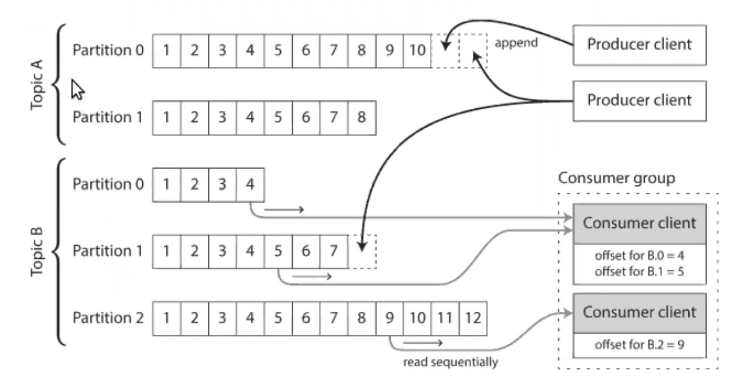 Topic A
Partition 0 1 2 3 4 5 6 7 8 9 10
append
Producer client
Producer client
Partition 1 1 2 3 4 5 6 7 8
Topic B
Partition 0 1 2 3 4
Partition 1 1 2 3 4 5 6 7
Partition 2 1 2 3 4 5 6 7 8 9 10 11 12
read sequentially
Consumer group
Consumer client
offset for B.0 = 4
offset for B.1 = 5
Consumer client
offset for B.2 = 9